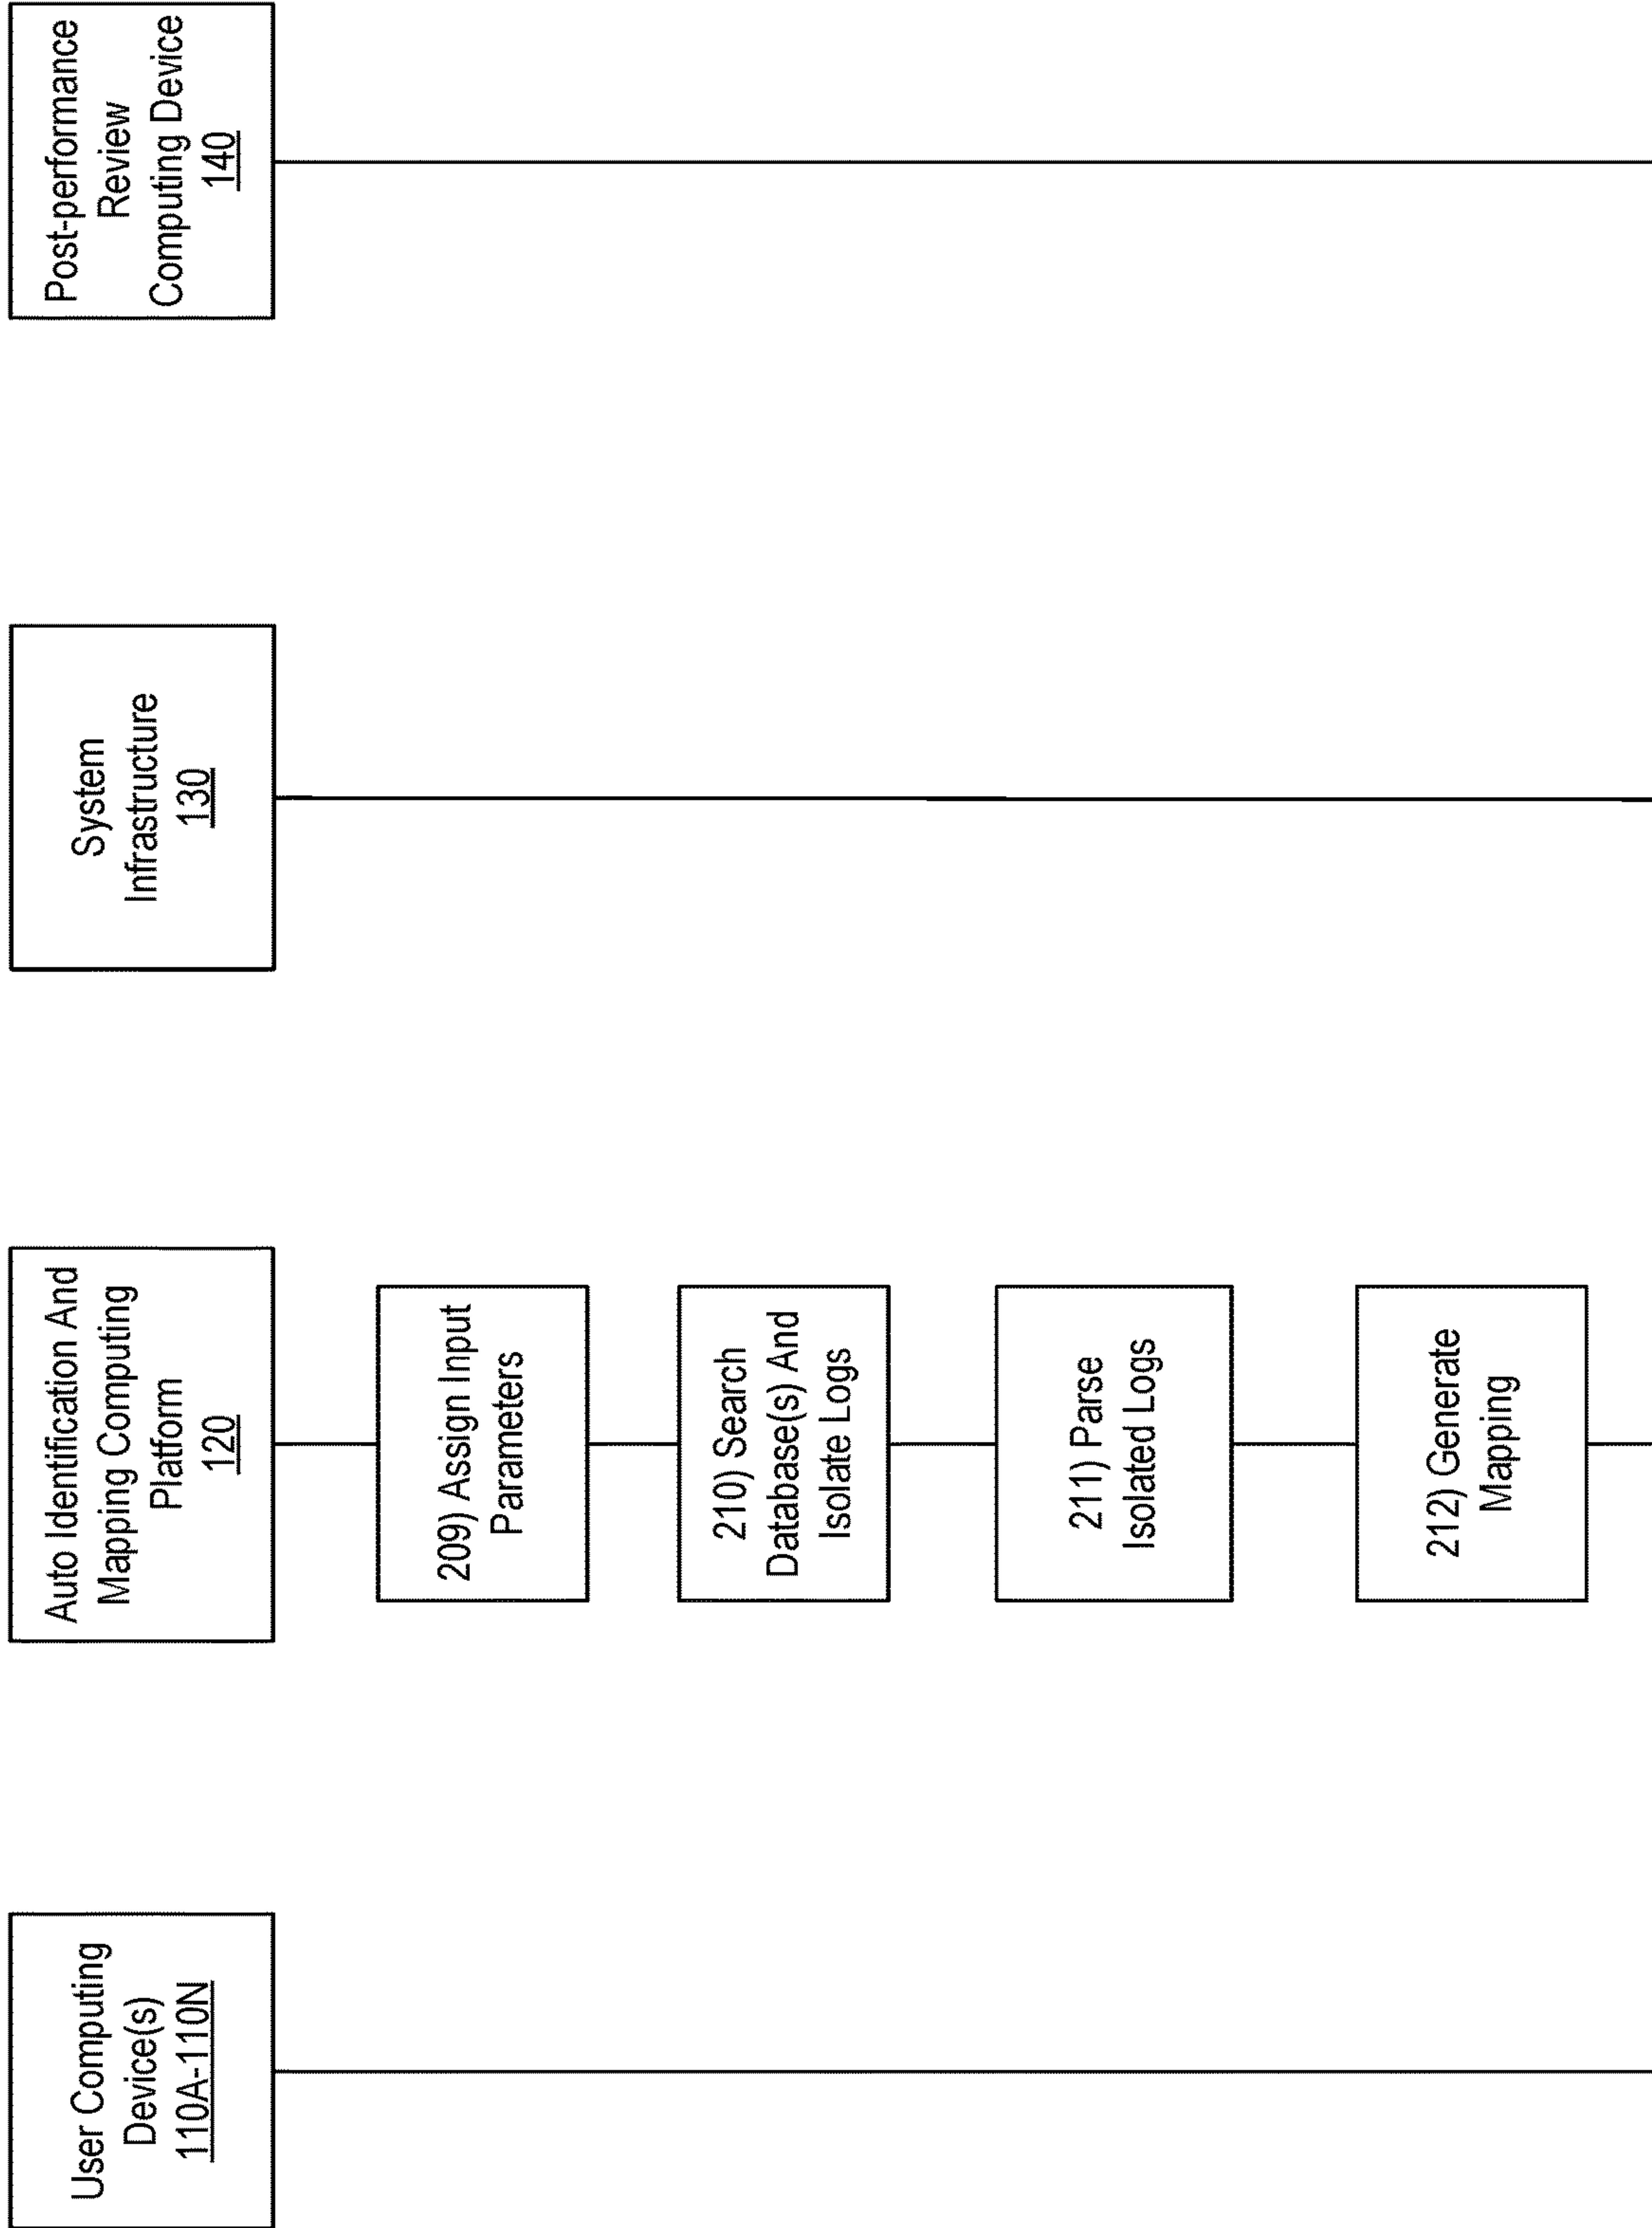 User Computing
Device(s)
110A-110N
Auto Identification And
Mapping Computing
Platform
120
System
Infrastructure
130
Post-performance
Review
Computing Device
140
209) Assign Input
Parameters
210) Search
Database(s) And
Isolate Logs
211) Parse
Isolated Logs
212) Generate
Mapping